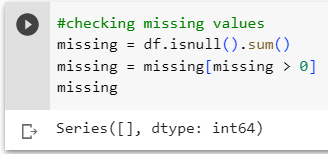 #checking missing values
missing = df.isnull().sum()
missing = missing[missing > 0]
missing
Series([], dtype: int64)